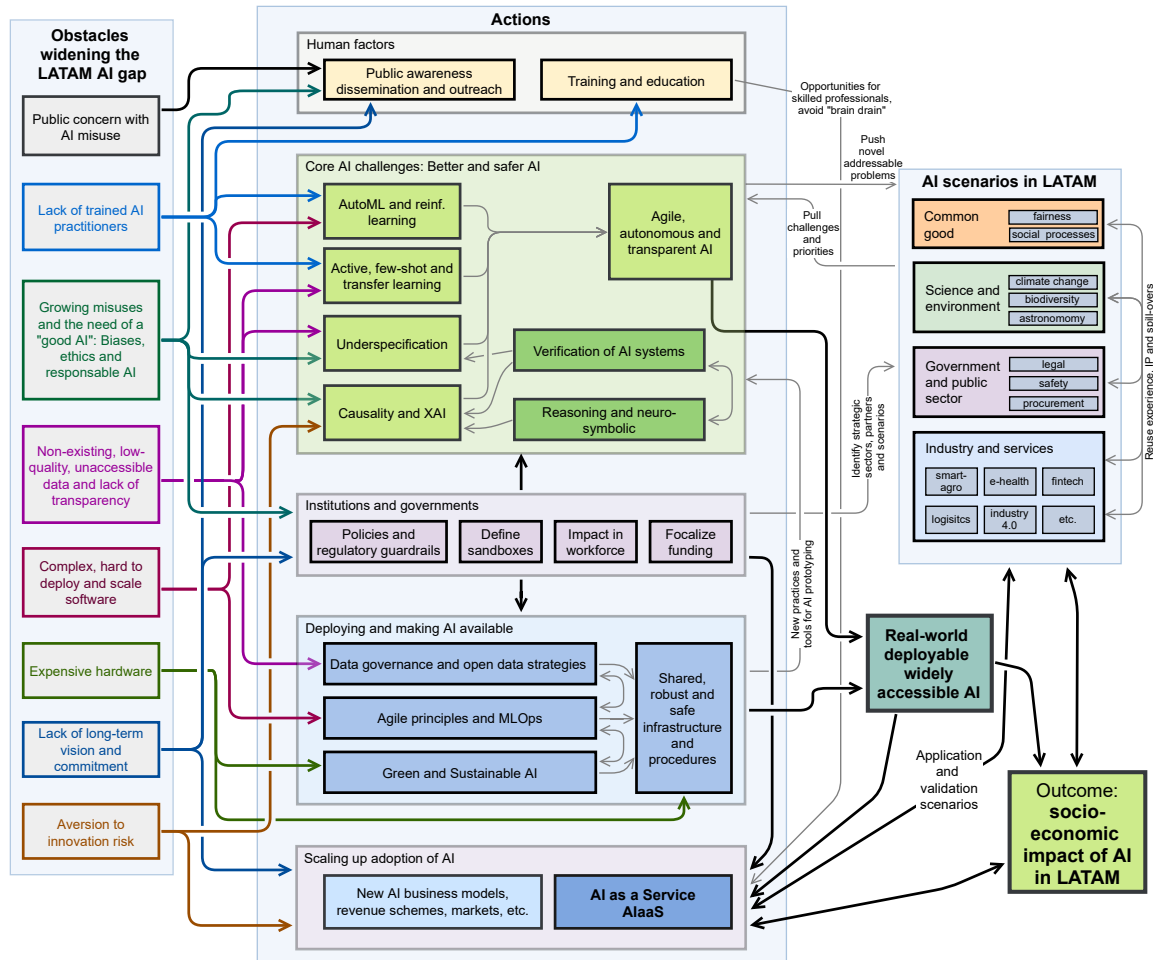 Obstacles
widening the
LATAM AI gap
Public concern with
AI misuse
Lack of trained AI
practitioners
Growing misuses
and the need of a
"good AI": Biases,
ethics and
responsable AI
Non-existing, low-
quality, unaccessible
data and lack of
transparency
Complex, hard to
deploy and scale
software
Expensive hardware
Lack of long-term
vision and
commitment
Aversion to
innovation risk
Actions
Human factors
Public awareness
dissemination and outreach
Training and education
Core AI challenges: Better and safer AI
AutoML and reinf.
learning
Active, few-shot and
transfer learning
Underspecification
Causality and XAI
Agile,
autonomous and
transparent AI
Verification of AI systems
Reasoning and neuro-
symbolic
Institutions and governments
Policies and
regulatory guardrails
Define
sandboxes
Impact in
workforce
Focalize
funding
Deploying and making AI available
Data governance and open data strategies
Agile principles and MLOps
Green and Sustainable AI
Shared,
robust and
safe
infrastructure
and
procedures
Scaling up adoption of AI
New AI business models,
revenue schemes, markets, etc.
AI as a Service
AIaaS
Opportunities for
skilled professionals,
avoid "brain drain"
Push
novel
addressable
problems
Pull
challenges
and
priorities
Identify strategic
sectors, partners
and scenarios
New practices and
tools for AI prototyping
AI scenarios in LATAM
Common
good
fairness
social processes
Science and
environment
climate change
biodiversity
astronomomy
Government
and public
sector
legal
safety
procurement
Industry and services
smart-
agro
e-health
fintech
logisitcs
industry
4.0
etc.
Reuse experience, IP and spill-overs
Real-world
deployable
widely
accessible AI
Application
and
validation
scenarios
Outcome:
socio-
economic
impact of AI
in LATAM